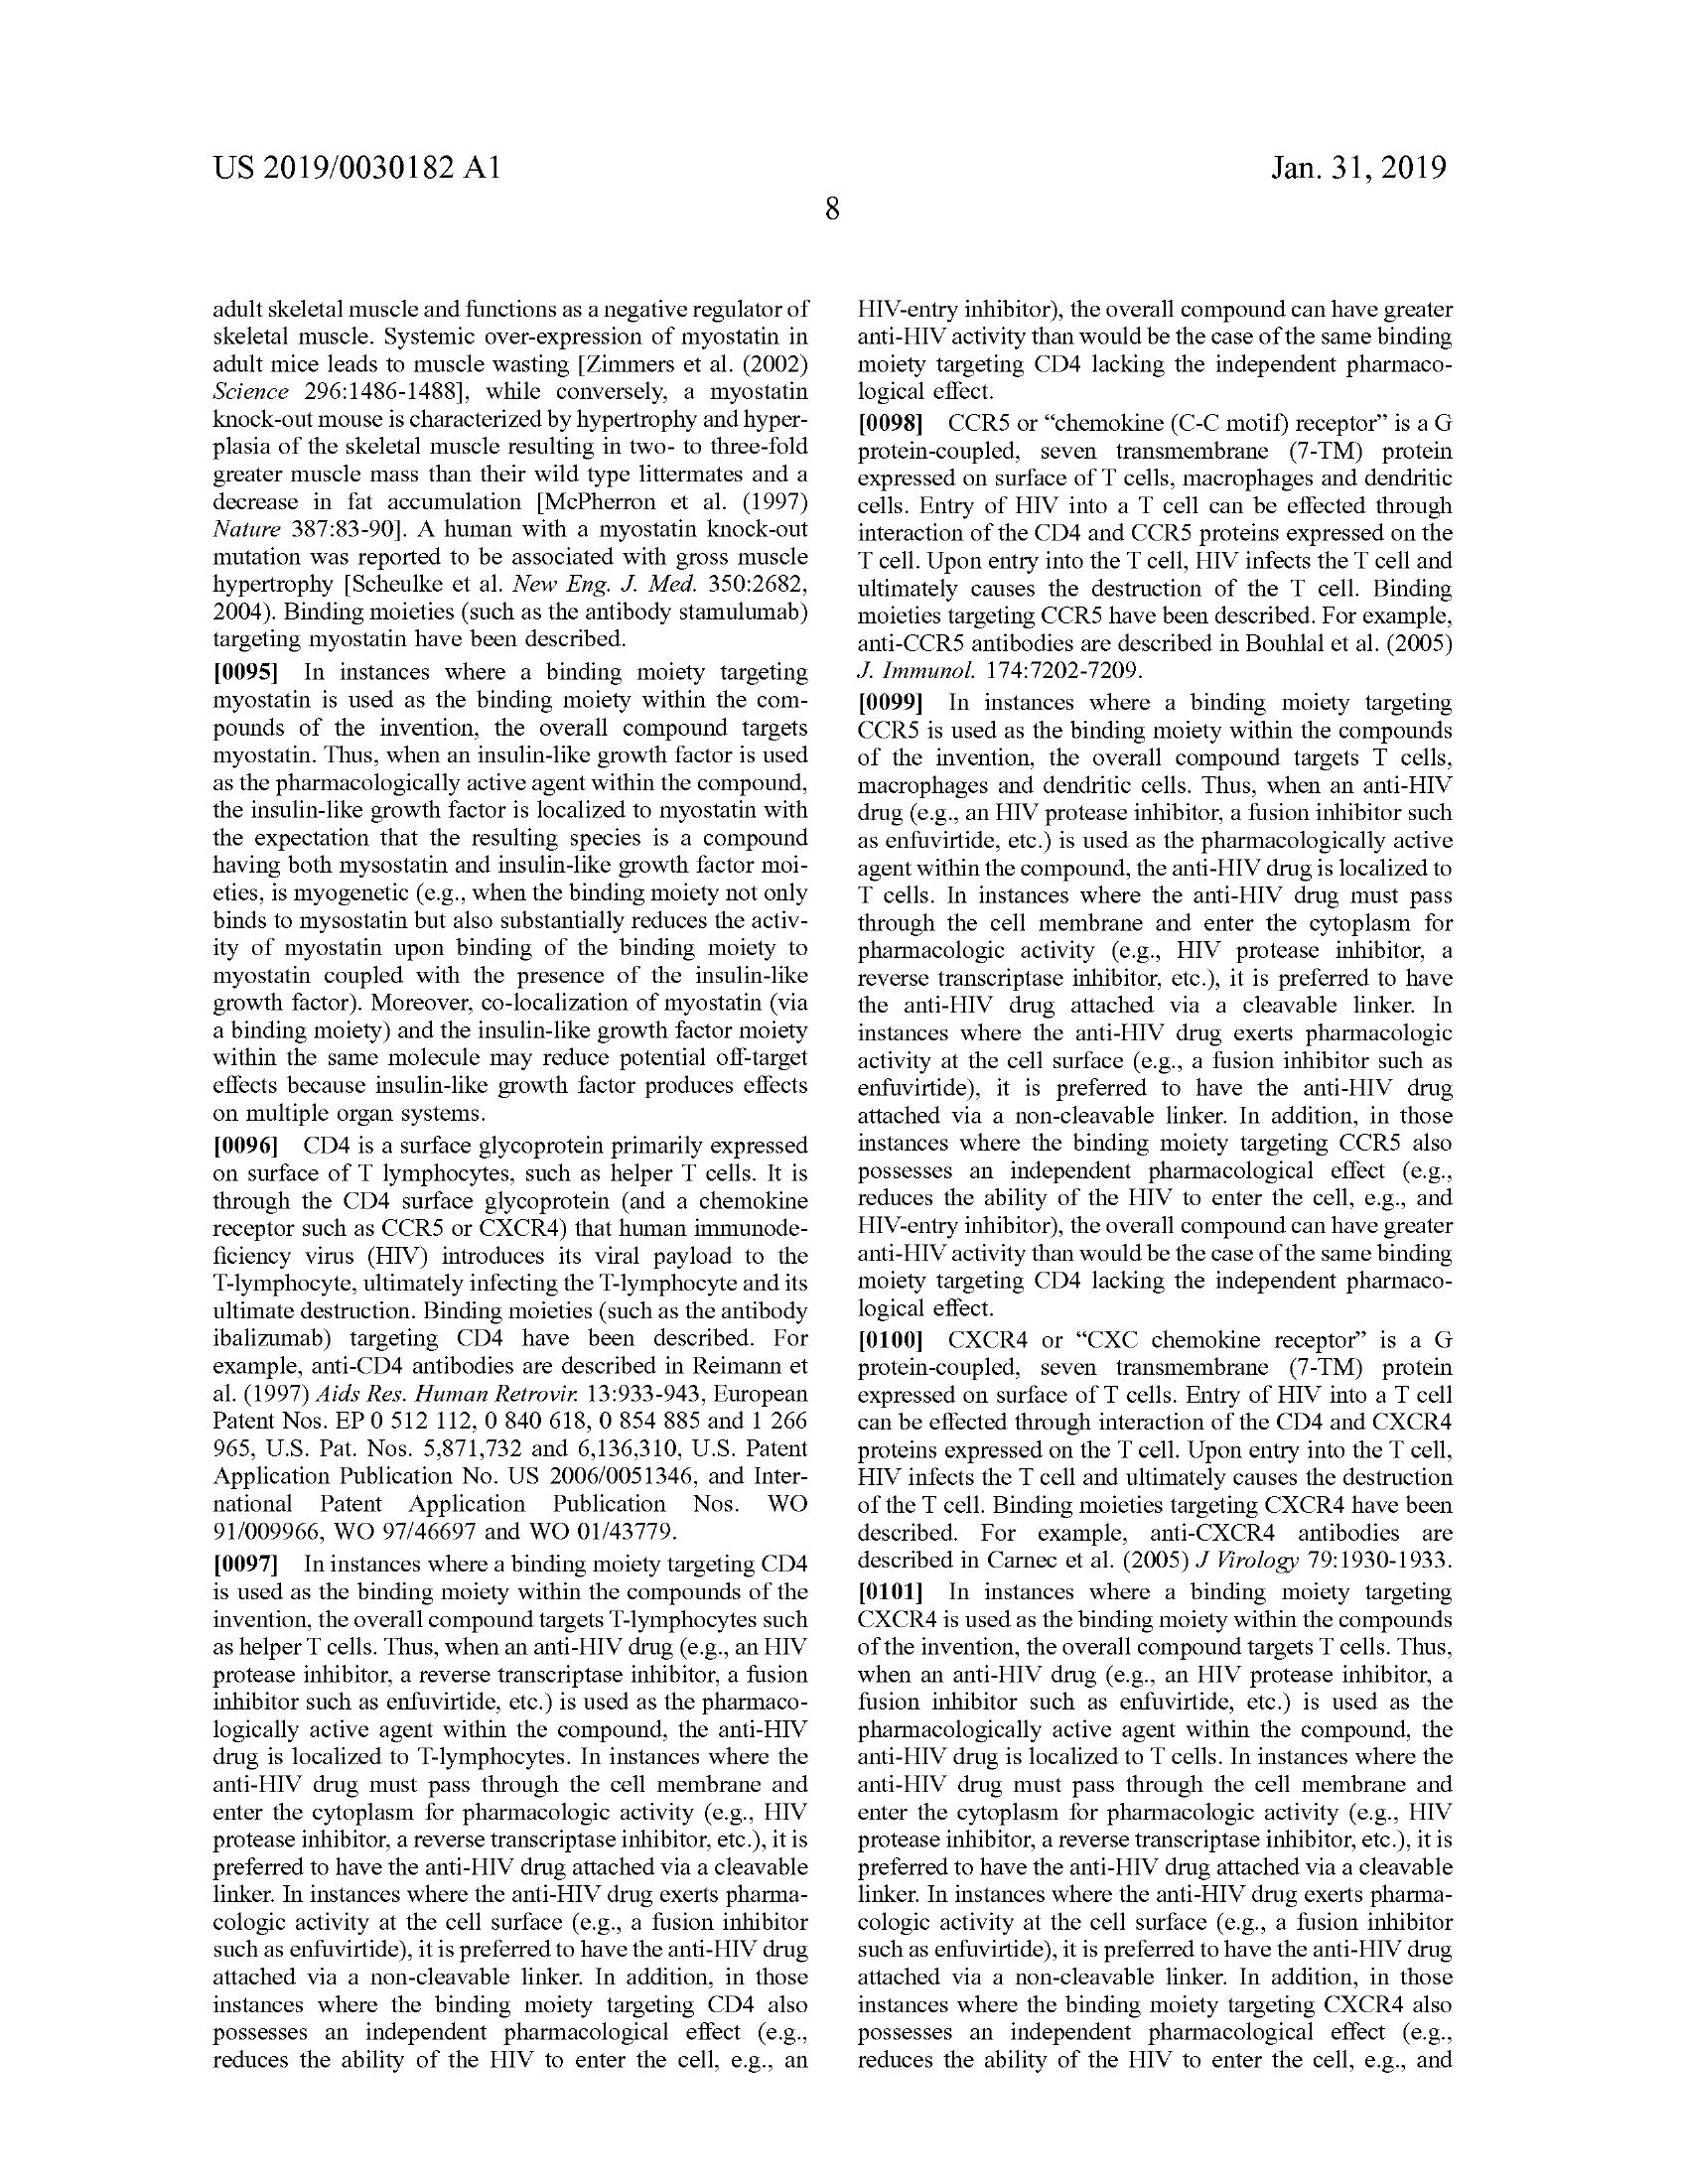 US 2019/0030182 A1
Jan. 31, 2019
8
adult skeletal muscle and functions as a negative regulator of
skeletal muscle. Systemic over-expression of myostatin in
adult mice leads to muscle wasting [Zimmers et al. (2002)
Science 296:1486-1488], while conversely, a myostatin
knock-out mouse is characterized by hypertrophy and hyper-
plasia of the skeletal muscle resulting in two- to three-fold
greater muscle mass than their wild type littermates and a
decrease in fat accumulation [McPherron et al. (1997)
Nature 387:83-90]. A human with a myostatin knock-out
mutation was reported to be associated with gross muscle
hypertrophy [Scheulke et al. New Eng. J. Med. 350:2682,
2004). Binding moieties (such as the antibody stamulumab)
targeting myostatin have been described.
[0095] In instances where a binding moiety targeting
myostatin is used as the binding moiety within the com-
pounds of the invention, the overall compound targets
myostatin. Thus, when an insulin-like growth factor is used
as the pharmacologically active agent within the compound,
the insulin-like growth factor is localized to myostatin with
the expectation that the resulting species is a compound
having both mysostatin and insulin-like growth factor moi-
eties, is myogenetic (e.g., when the binding moiety not only
binds to mysostatin but also substantially reduces the activ-
ity of myostatin upon binding of the binding moiety to
myostatin coupled with the presence of the insulin-like
growth factor). Moreover, co-localization of myostatin (via
a binding moiety) and the insulin-like growth factor moiety
within the same molecule may reduce potential off-target
effects because insulin-like growth factor produces effects
on multiple organ systems.
[0096] CD4 is a surface glycoprotein primarily expressed
on surface of T lymphocytes, such as helper T cells. It is
through the CD4 surface glycoprotein (and a chemokine
receptor such as CCR5 or CXCR4) that human immunode-
ficiency virus (HIV) introduces its viral payload to the
T-lymphocyte, ultimately infecting the T-lymphocyte and its
ultimate destruction. Binding moieties (such as the antibody
ibalizumab) targeting CD4 have been described. For
example, anti-CD4 antibodies are described in Reimann et
al. (1997) Aids Res. Human Retrovir. 13:933-943, European
Patent Nos. EP 0 512 112, 0 840 618, 0 854 885 and 1 266
965, U.S. Pat. Nos. 5,871,732 and 6,136,310, U.S. Patent
Application Publication No. US 2006/0051346, and Inter-
national Patent Application Publication Nos. WO
91/009966, WO 97/46697 and WO 01/43779.
[0097] In instances where a binding moiety targeting CD4
is used as the binding moiety within the compounds of the
invention, the overall compound targets T-lymphocytes such
as helper T cells. Thus, when an anti-HIV drug (e.g., an HIV
protease inhibitor, a reverse transcriptase inhibitor, a fusion
inhibitor such as enfuvirtide, etc.) is used as the pharmaco-
logically active agent within the compound, the anti-HIV
drug is localized to T-lymphocytes. In instances where the
anti-HIV drug must pass through the cell membrane and
enter the cytoplasm for pharmacologic activity (e.g., HIV
protease inhibitor, a reverse transcriptase inhibitor, etc.), it is
preferred to have the anti-HIV drug attached via a cleavable
linker. In instances where the anti-HIV drug exerts pharma-
cologic activity at the cell surface (e.g., a fusion inhibitor
such as enfuvirtide), it is preferred to have the anti-HIV drug
attached via a non-cleavable linker. In addition, in those
instances where the binding moiety targeting CD4 also
possesses an independent pharmacological effect (e.g.,
reduces the ability of the HIV to enter the cell, e.g., an
HIV-entry inhibitor), the overall compound can have greater
anti-HIV activity than would be the case of the same binding
moiety targeting CD4 lacking the independent pharmaco-
logical effect.
[0098] CCR5 or “chemokine (C-C motif) receptor” is a G
protein-coupled, seven transmembrane (7-TM) protein
expressed on surface of T cells, macrophages and dendritic
cells. Entry of HIV into a T cell can be effected through
interaction of the CD4 and CCR5 proteins expressed on the
T cell. Upon entry into the T cell, HIV infects the T cell and
ultimately causes the destruction of the T cell. Binding
moieties targeting CCR5 have been described. For example,
anti-CCR5 antibodies are described in Bouhlal et al. (2005)
J. Immunol. 174:7202-7209.
[0099] In instances where a binding moiety targeting
CCR5 is used as the binding moiety within the compounds
of the invention, the overall compound targets T cells,
macrophages and dendritic cells. Thus, when an anti-HIV
drug (e.g., an HIV protease inhibitor, a fusion inhibitor such
as enfuvirtide, etc.) is used as the pharmacologically active
agent within the compound, the anti-HIV drug is localized to
T cells. In instances where the anti-HIV drug must pass
through the cell membrane and enter the cytoplasm for
pharmacologic activity (e.g., HIV protease inhibitor, a
reverse transcriptase inhibitor, etc.), it is preferred to have
the anti-HIV drug attached via a cleavable linker. In
instances where the anti-HIV drug exerts pharmacologic
activity at the cell surface (e.g., a fusion inhibitor such as
enfuvirtide), it is preferred to have the anti-HIV drug
attached via a non-cleavable linker. In addition, in those
instances where the binding moiety targeting CCR5 also
possesses an independent pharmacological effect (e.g.,
reduces the ability of the HIV to enter the cell, e.g., and
HIV-entry inhibitor), the overall compound can have greater
anti-HIV activity than would be the case of the same binding
moiety targeting CD4 lacking the independent pharmaco-
logical effect.
[0100] CXCR4 or “CXC chemokine receptor” is a G
protein-coupled, seven transmembrane (7-TM) protein
expressed on surface of T cells. Entry of HIV into a T cell
can be effected through interaction of the CD4 and CXCR4
proteins expressed on the T cell. Upon entry into the T cell,
HIV infects the T cell and ultimately causes the destruction
of the T cell. Binding moieties targeting CXCR4 have been
described. For example, anti-CXCR4 antibodies are
described in Carnec et al. (2005) J Virology 79:1930-1933.
[0101] In instances where a binding moiety targeting
CXCR4 is used as the binding moiety within the compounds
of the invention, the overall compound targets T cells. Thus,
when an anti-HIV drug (e.g., an HIV protease inhibitor, a
fusion inhibitor such as enfuvirtide, etc.) is used as the
pharmacologically active agent within the compound, the
anti-HIV drug is localized to T cells. In instances where the
anti-HIV drug must pass through the cell membrane and
enter the cytoplasm for pharmacologic activity (e.g., HIV
protease inhibitor, a reverse transcriptase inhibitor, etc.), it is
preferred to have the anti-HIV drug attached via a cleavable
linker. In instances where the anti-HIV drug exerts pharma-
cologic activity at the cell surface (e.g., a fusion inhibitor
such as enfuvirtide), it is preferred to have the anti-HIV drug
attached via a non-cleavable linker. In addition, in those
instances where the binding moiety targeting CXCR4 also
possesses an independent pharmacological effect (e.g.,
reduces the ability of the HIV to enter the cell, e.g., and